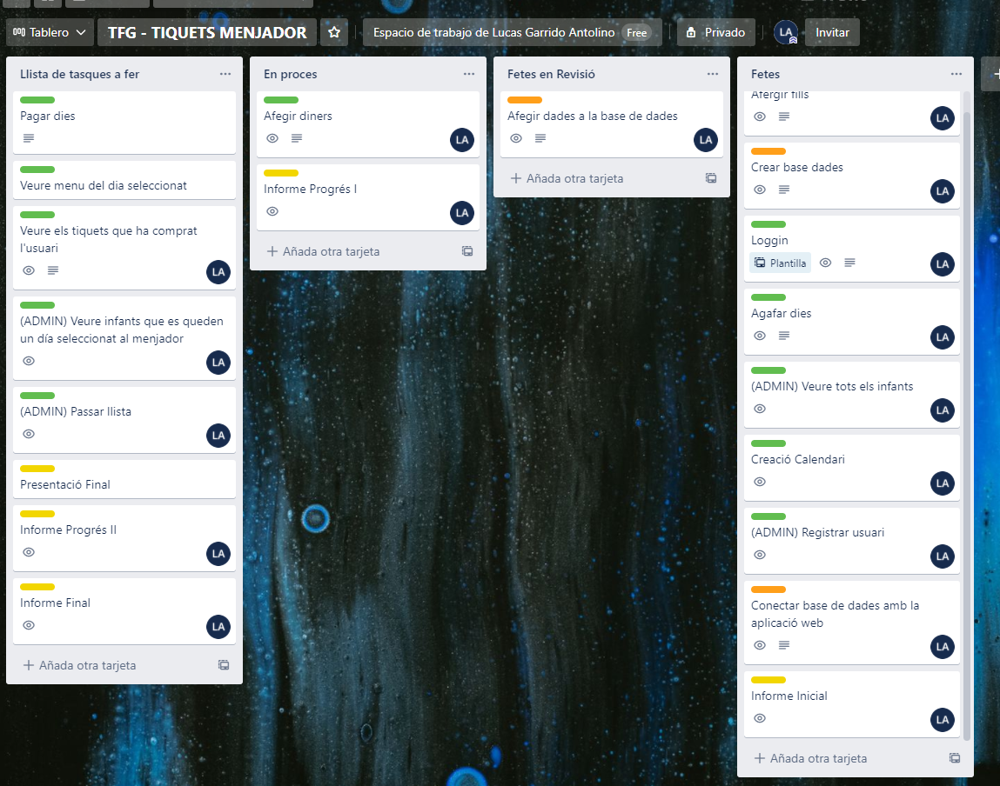 Tablero
TFG - TIQUETS MENJADOR
Espacio de trabajo de Lucas Garrido Antolino
Free
Privado
LA
Invitar
Llista de tasques a fer
Pagar dies
Veure menu del dia seleccionat
Veure els tiquets que ha comprat
l'usuari
LA
(ADMIN) Veure infants que es queden
un día seleccionat al menjador
LA
(ADMIN) Passar llista
LA
Presentació Final
Informe Progrés II
LA
Informe Final
LA
Añada otra tarjeta
En proces
Afegir diners
LA
Informe Progrés I
LA
Añada otra tarjeta
Fetes en Revisió
Afegir dades a la base de dades
LA
Añada otra tarjeta
Fetes
Afergir fills
LA
Crear base dades
LA
Loggin
Plantilla
LA
Agafar dies
LA
(ADMIN) Veure tots els infants
LA
Creació Calendari
LA
(ADMIN) Registrar usuari
LA
Conectar base de dades amb la
aplicació web
LA
Informe Inicial
LA
Añada otra tarjeta